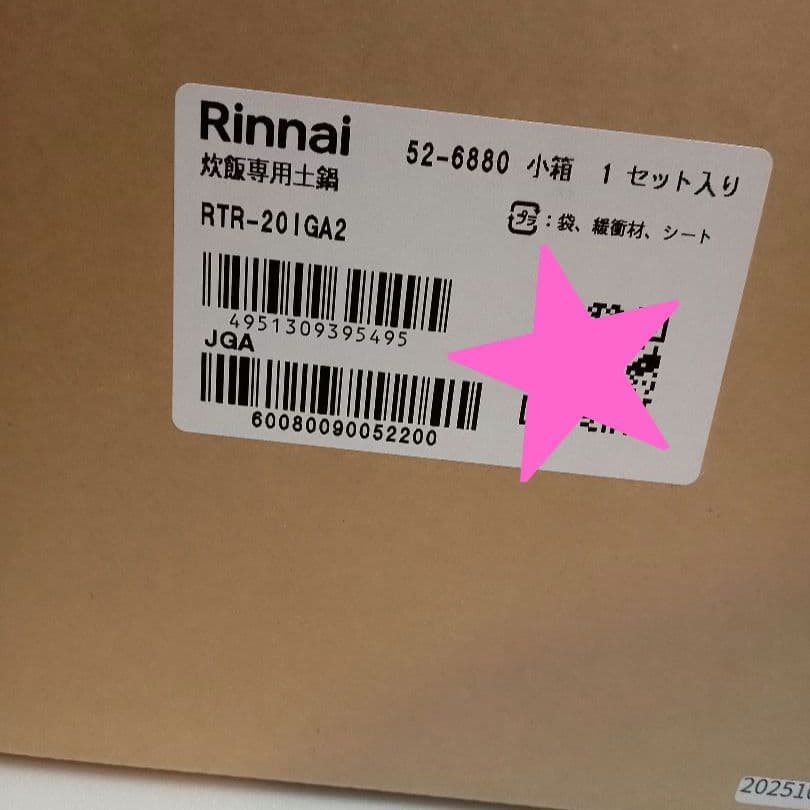 Rinnai
52-6880 小箱 1 セット入り
炊飯専用土鍋
RTR-20IGA2
プラ:袋、緩衝材、シート
4951309395495
JGA
60080090052200